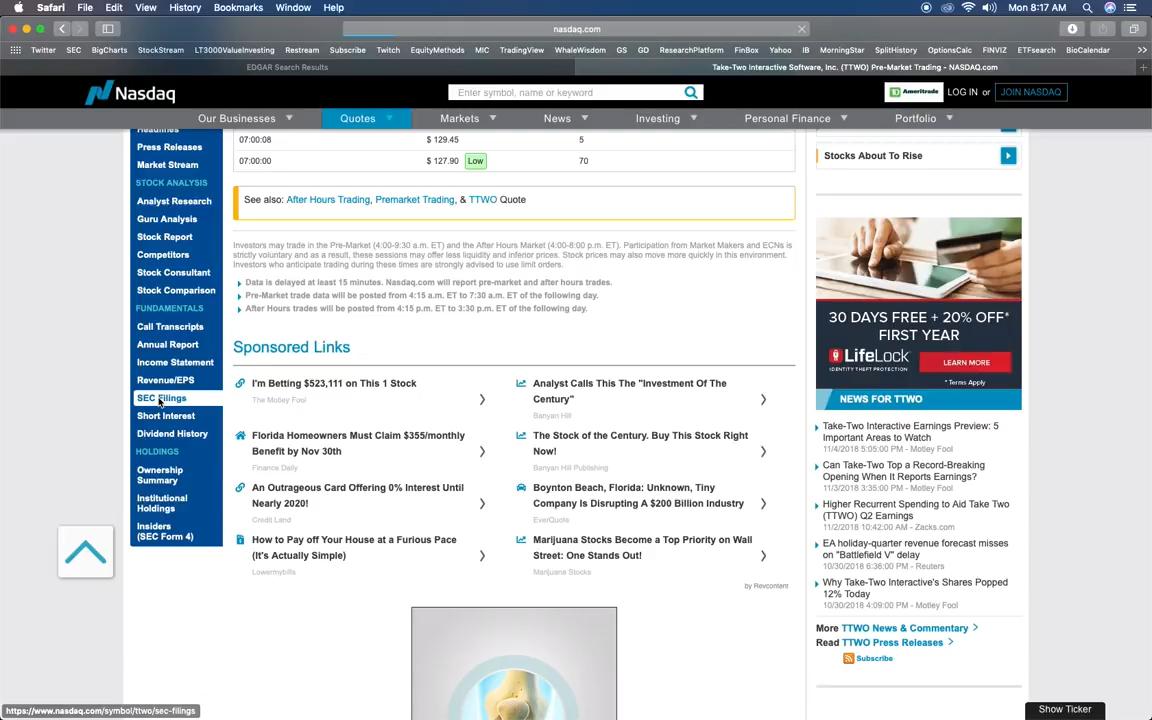 Safari File Edit View History Bookmarks Window Help Mon 8:17 AM
nasdaq.com
Twitter SEC BigCharts StockStream LT3000ValueInvesting Restream Subscribe Twitch EquityMethods MIC TradingView WhaleWisdom GS GD ResearchPlatform FinBox Yahoo IB MorningStar SplitHistory OptionsCalc FINVIZ ETFsearch BioCalendar
EDGAR Search Results Take-Two Interactive Software, Inc. (TTWO) Pre-Market Trading - NASDAQ.com
Nasdaq Enter symbol, name or keyword Ameritrade LOG IN or JOIN NASDAQ
Our Businesses Quotes Markets News Investing Personal Finance Portfolio
Headlines
Press Releases
Market Stream
STOCK ANALYSIS
Analyst Research
Guru Analysis
Stock Report
Competitors
Stock Consultant
Stock Comparison
FUNDAMENTALS
Call Transcripts
Annual Report
Income Statement
Revenue/EPS
SEC Filings
Short Interest
Dividend History
HOLDINGS
Ownership
Summary
Institutional
Holdings
Insiders
(SEC Form 4)
07:00:08 $ 129.45 5
07:00:00 $ 127.90 Low 70
See also: After Hours Trading, Premarket Trading, & TTWO Quote
Investors may trade in the Pre-Market (4:00-9:30 a.m. ET) and the After Hours Market (4:00-8:00 p.m. ET). Participation from Market Makers and ECNs is
strictly voluntary and as a result, these sessions may offer less liquidity and inferior prices. Stock prices may also move more quickly in this environment.
Investors who anticipate trading during these times are strongly advised to use limit orders.
Data is delayed at least 15 minutes. Nasdaq.com will report pre-market and after hours trades.
Pre-Market trade data will be posted from 4:15 a.m. ET to 7:30 a.m. ET of the following day.
After Hours trades will be posted from 4:15 p.m. ET to 3:30 p.m. ET of the following day.
Sponsored Links
I'm Betting $523,111 on This 1 Stock
The Motley Fool
Florida Homeowners Must Claim $355/monthly
Benefit by Nov 30th
Finance Daily
An Outrageous Card Offering 0% Interest Until
Nearly 2020!
Credit Land
How to Pay off Your House at a Furious Pace
(It's Actually Simple)
Lowermybills
Analyst Calls This The "Investment Of The
Century"
Banyan Hill
The Stock of the Century. Buy This Stock Right
Now!
Banyan Hill Publishing
Boynton Beach, Florida: Unknown, Tiny
Company Is Disrupting A $200 Billion Industry
EverQuote
Marijuana Stocks Become a Top Priority on Wall
Street: One Stands Out!
Marijuana Stocks
by Revcontent
Stocks About To Rise
30 DAYS FREE + 20% OFF*
FIRST YEAR
LifeLock
IDENTITY THEFT PROTECTION
LEARN MORE
* Terms Apply
NEWS FOR TTWO
Take-Two Interactive Earnings Preview: 5
Important Areas to Watch
11/4/2018 5:05:00 PM - Motley Fool
Can Take-Two Top a Record-Breaking
Opening When It Reports Earnings?
11/3/2018 3:35:00 PM - Motley Fool
Higher Recurrent Spending to Aid Take Two
(TTWO) Q2 Earnings
11/2/2018 10:42:00 AM - Zacks.com
EA holiday-quarter revenue forecast misses
on "Battlefield V" delay
10/30/2018 6:36:00 PM - Reuters
Why Take-Two Interactive's Shares Popped
12% Today
10/30/2018 4:09:00 PM - Motley Fool
More TTWO News & Commentary
Read TTWO Press Releases
Subscribe
https://www.nasdaq.com/symbol/ttwo/sec-filings
Show Ticker